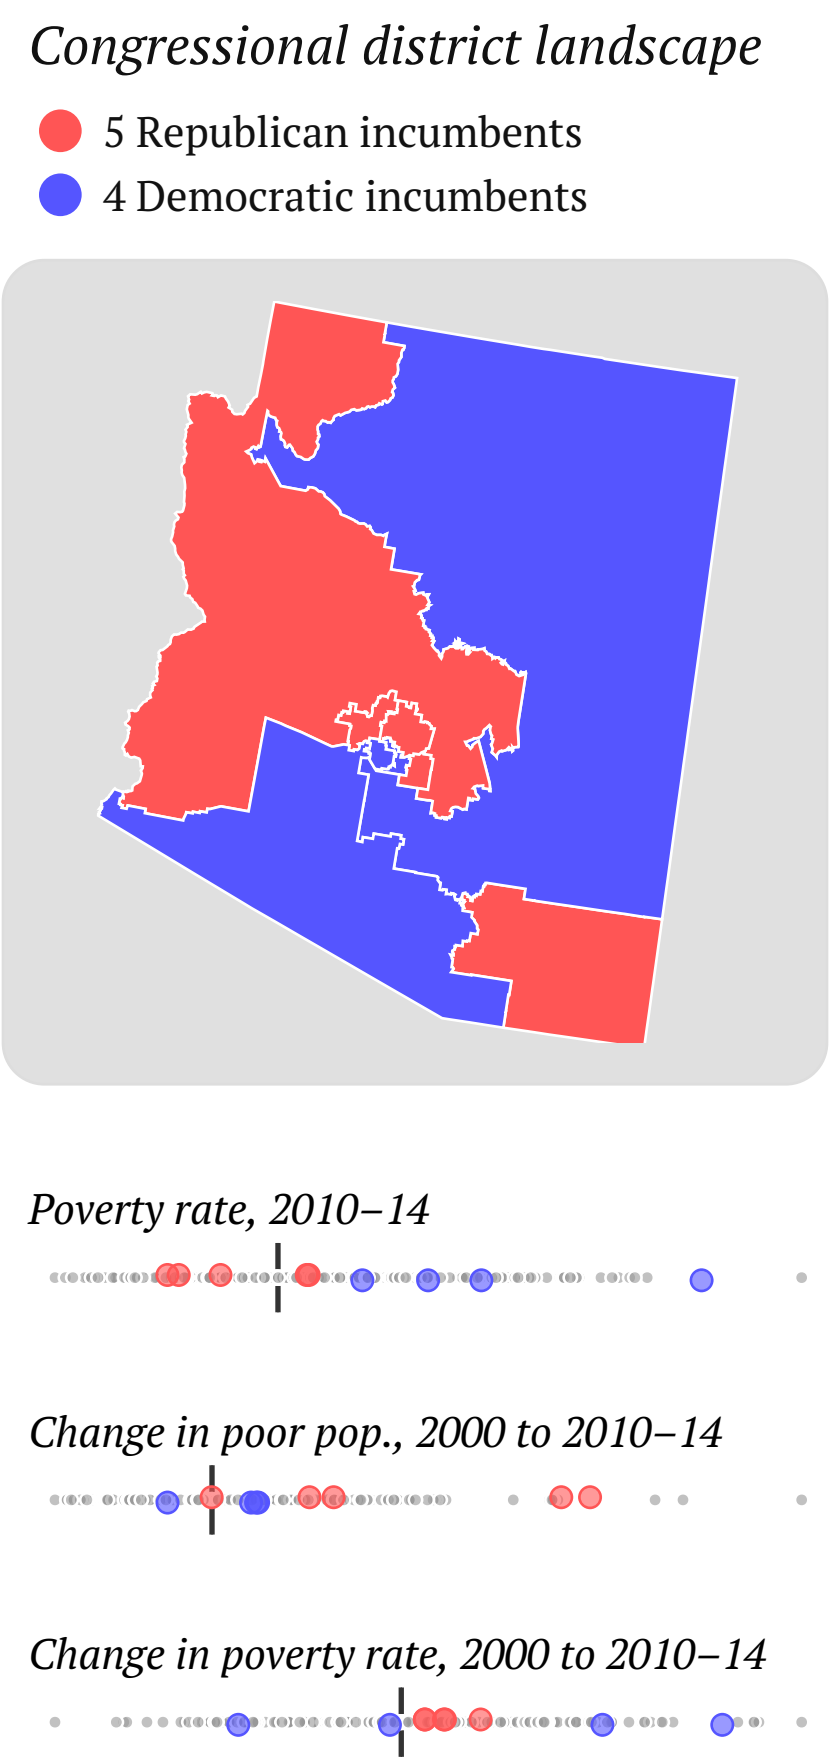 Congressional district landscape
5 Republican incumbents
4 Democratic incumbents
Poverty rate, 2010–14
Change in poor pop., 2000 to 2010–14
Change in poverty rate, 2000 to 2010–14